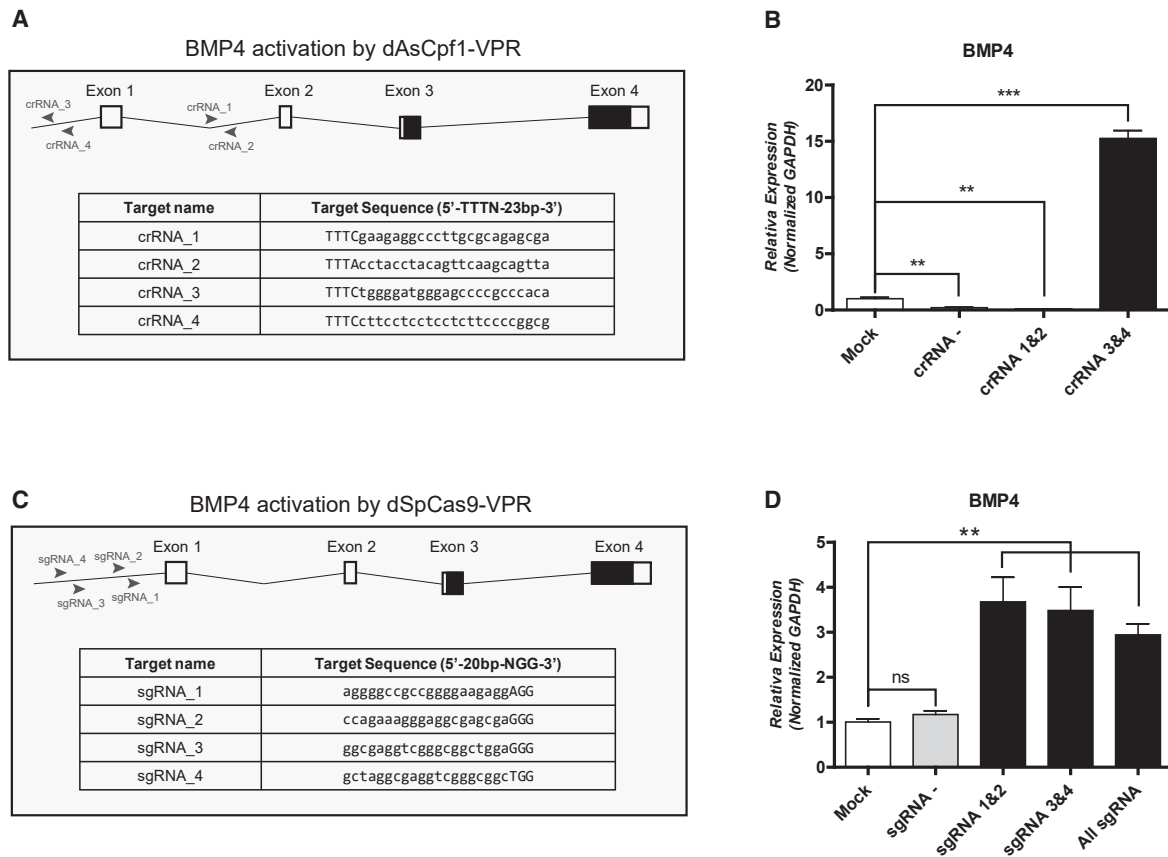 A
BMP4 activation by dAsCpf1-VPR
Exon 1
Exon 2
Exon 3
Exon 4
crRNA_3
crRNA_4
crRNA_1
crRNA_2
Target name Target Sequence (5'-TTTN-23bp-3')
crRNA_1 TTTCgaagaggcccttgcgcagagcga
crRNA_2 TTTAcctacctacagttcaagcagtta
crRNA_3 TTTCtggggatgggagccccgcccaca
crRNA_4 TTTCcttcctcctcctcttccccggcg
B
BMP4
Relativa Expression
(Normalized GAPDH)
20
15
10
5
0
***
**
**
Mock
crRNA -
crRNA 1&2
crRNA 3&4
C
BMP4 activation by dSpCas9-VPR
Exon 1
Exon 2
Exon 3
Exon 4
sgRNA_4
sgRNA_2
sgRNA_3
sgRNA_1
Target name Target Sequence (5'-20bp-NGG-3')
sgRNA_1 aggggccgccggggaagaggAGG
sgRNA_2 ccagaaagggaggcgagcgaGGG
sgRNA_3 ggcgaggtcgggcggctggaGGG
sgRNA_4 gctaggcgaggtcgggcggcTGG
D
BMP4
Relativa Expression
(Normalized GAPDH)
5
4
3
2
1
0
**
ns
Mock
sgRNA -
sgRNA 1&2
sgRNA 3&4
All sgRNA